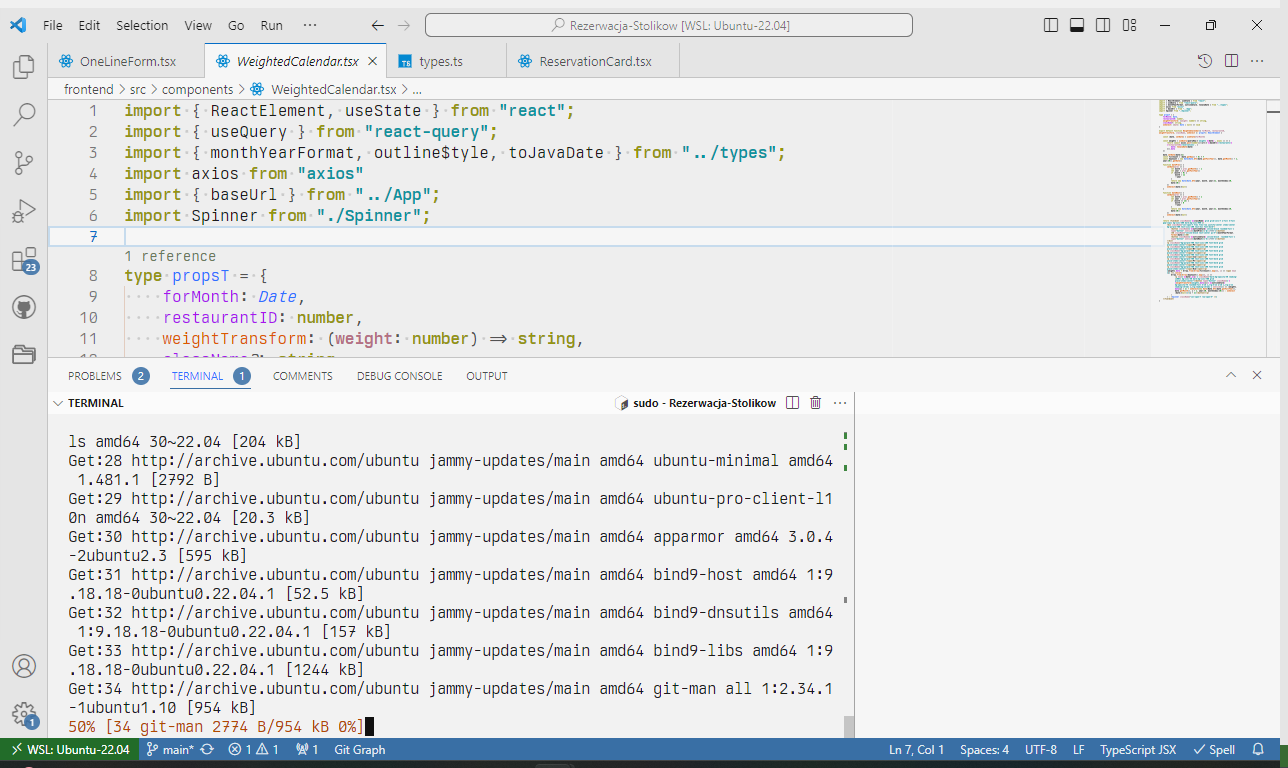 File Edit Selection View Go Run ··· Rezerwacja-Stolikow [WSL: Ubuntu-22.04]
OneLineForm.tsx WeightedCalendar.tsx types.ts ReservationCard.tsx
frontend > src > components > WeightedCalendar.tsx > ...
1 import { ReactElement, useState } from "react";
2 import { useQuery } from "react-query";
3 import { monthYearFormat, outline$tyle, toJavaDate } from "../types";
4 import axios from "axios"
5 import { baseUrl } from "../App";
6 import Spinner from "./Spinner";
7
1 reference
8 type propsT = {
9 forMonth: Date,
10 restaurantID: number,
11 weightTransform: (weight: number) => string,
12 className?: string
PROBLEMS 2 TERMINAL 1 COMMENTS DEBUG CONSOLE OUTPUT
TERMINAL sudo - Rezerwacja-Stolikow
ls amd64 30~22.04 [204 kB]
Get:28 http://archive.ubuntu.com/ubuntu jammy-updates/main amd64 ubuntu-minimal amd64
1.481.1 [2792 B]
Get:29 http://archive.ubuntu.com/ubuntu jammy-updates/main amd64 ubuntu-pro-client-l1
0n amd64 30~22.04 [20.3 kB]
Get:30 http://archive.ubuntu.com/ubuntu jammy-updates/main amd64 apparmor amd64 3.0.4
-2ubuntu2.3 [595 kB]
Get:31 http://archive.ubuntu.com/ubuntu jammy-updates/main amd64 bind9-host amd64 1:9
.18.18-0ubuntu0.22.04.1 [52.5 kB]
Get:32 http://archive.ubuntu.com/ubuntu jammy-updates/main amd64 bind9-dnsutils amd64
1:9.18.18-0ubuntu0.22.04.1 [157 kB]
Get:33 http://archive.ubuntu.com/ubuntu jammy-updates/main amd64 bind9-libs amd64 1:9
.18.18-0ubuntu0.22.04.1 [1244 kB]
Get:34 http://archive.ubuntu.com/ubuntu jammy-updates/main amd64 git-man all 1:2.34.1
-1ubuntu1.10 [954 kB]
50% [34 git-man 2774 B/954 kB 0%]
23
1
WSL: Ubuntu-22.04 main* 1 1 1 Git Graph Ln 7, Col 1 Spaces: 4 UTF-8 LF TypeScript JSX Spell